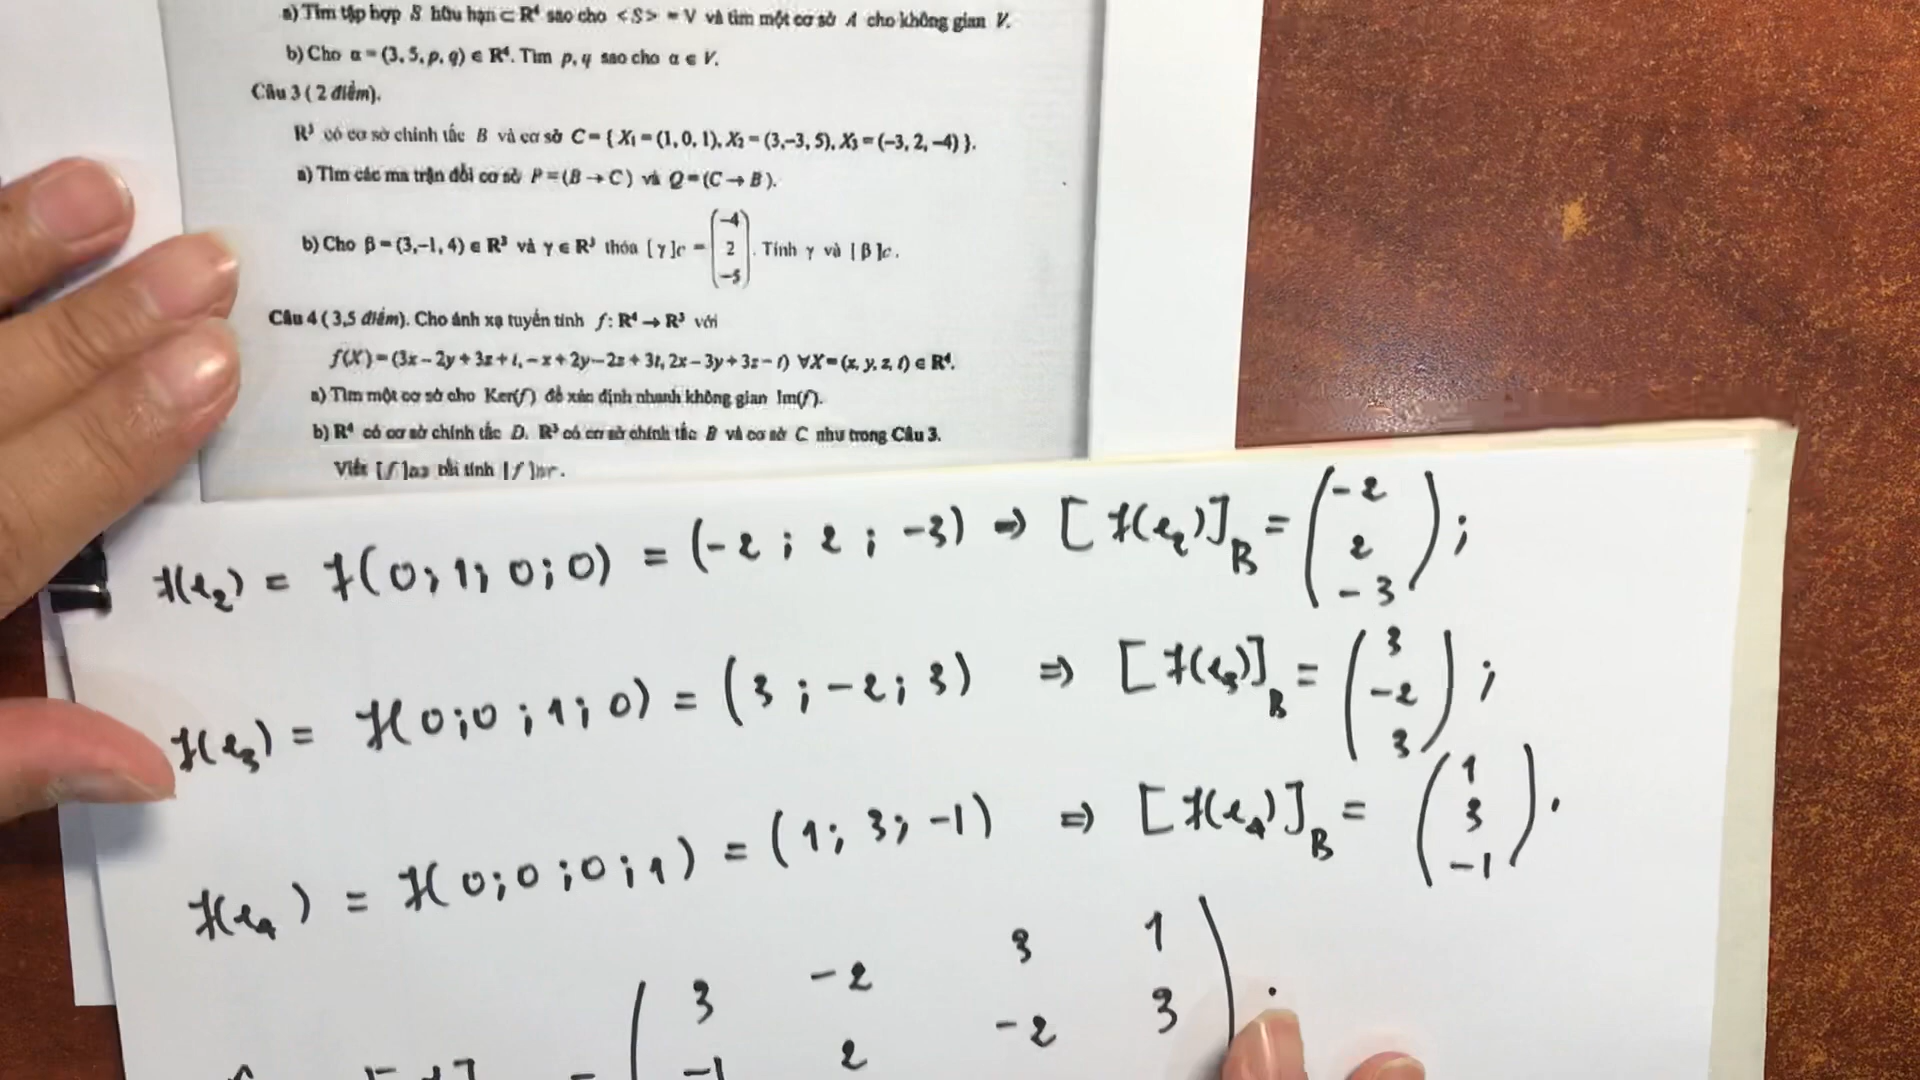 a) Tìm tập hợp S hữu hạn ⊂ R⁴ sao cho <S> = V và tìm một cơ sở A cho không gian V.
b) Cho α = (3, 5, p, q) ∈ R⁴. Tìm p, q sao cho α ∈ V.
Câu 3 ( 2 điểm).
R³ có cơ sở chính tắc B và cơ sở C = { X₁ = (1, 0, 1), X₂ = (3,–3, 5), X₃ = (–3, 2, –4) }.
a) Tìm các ma trận đổi cơ sở P = (B → C) và Q = (C → B).
b) Cho β = (3,–1, 4) ∈ R³ và γ ∈ R³ thỏa [ γ ]c = (–4 2 –5). Tính γ và [ β ]c .
Câu 4 ( 3,5 điểm). Cho ánh xạ tuyến tính f : R⁴ → R³ với
f(X) = (3x – 2y + 3z + t, – x + 2y – 2z + 3t, 2x – 3y + 3z – t) ∀X = (x, y, z, t) ∈ R⁴.
a) Tìm một cơ sở cho Ker(f) để xác định nhanh không gian Im(f).
b) R⁴ có cơ sở chính tắc D. R³ có cơ sở chính tắc B và cơ sở C như trong Câu 3.
Viết
f(e₂) = f(0; 1; 0; 0) = (-2 ; 2 ; -3) ⇒ [ f(e₂)]_B = (-2 2 -3) ;
f(e₃) = f(0;0 ; 1; 0) = (3 ; -2; 3) ⇒ [ f(e₃)]_B = (3 -2 3) ;
f(e₄) = f(0;0 ;0 ; 1) = (1; 3; -1) ⇒ [ f(e₄)]_B = (1 3 -1) .
3 -2 3 1
-1 2 -2 3